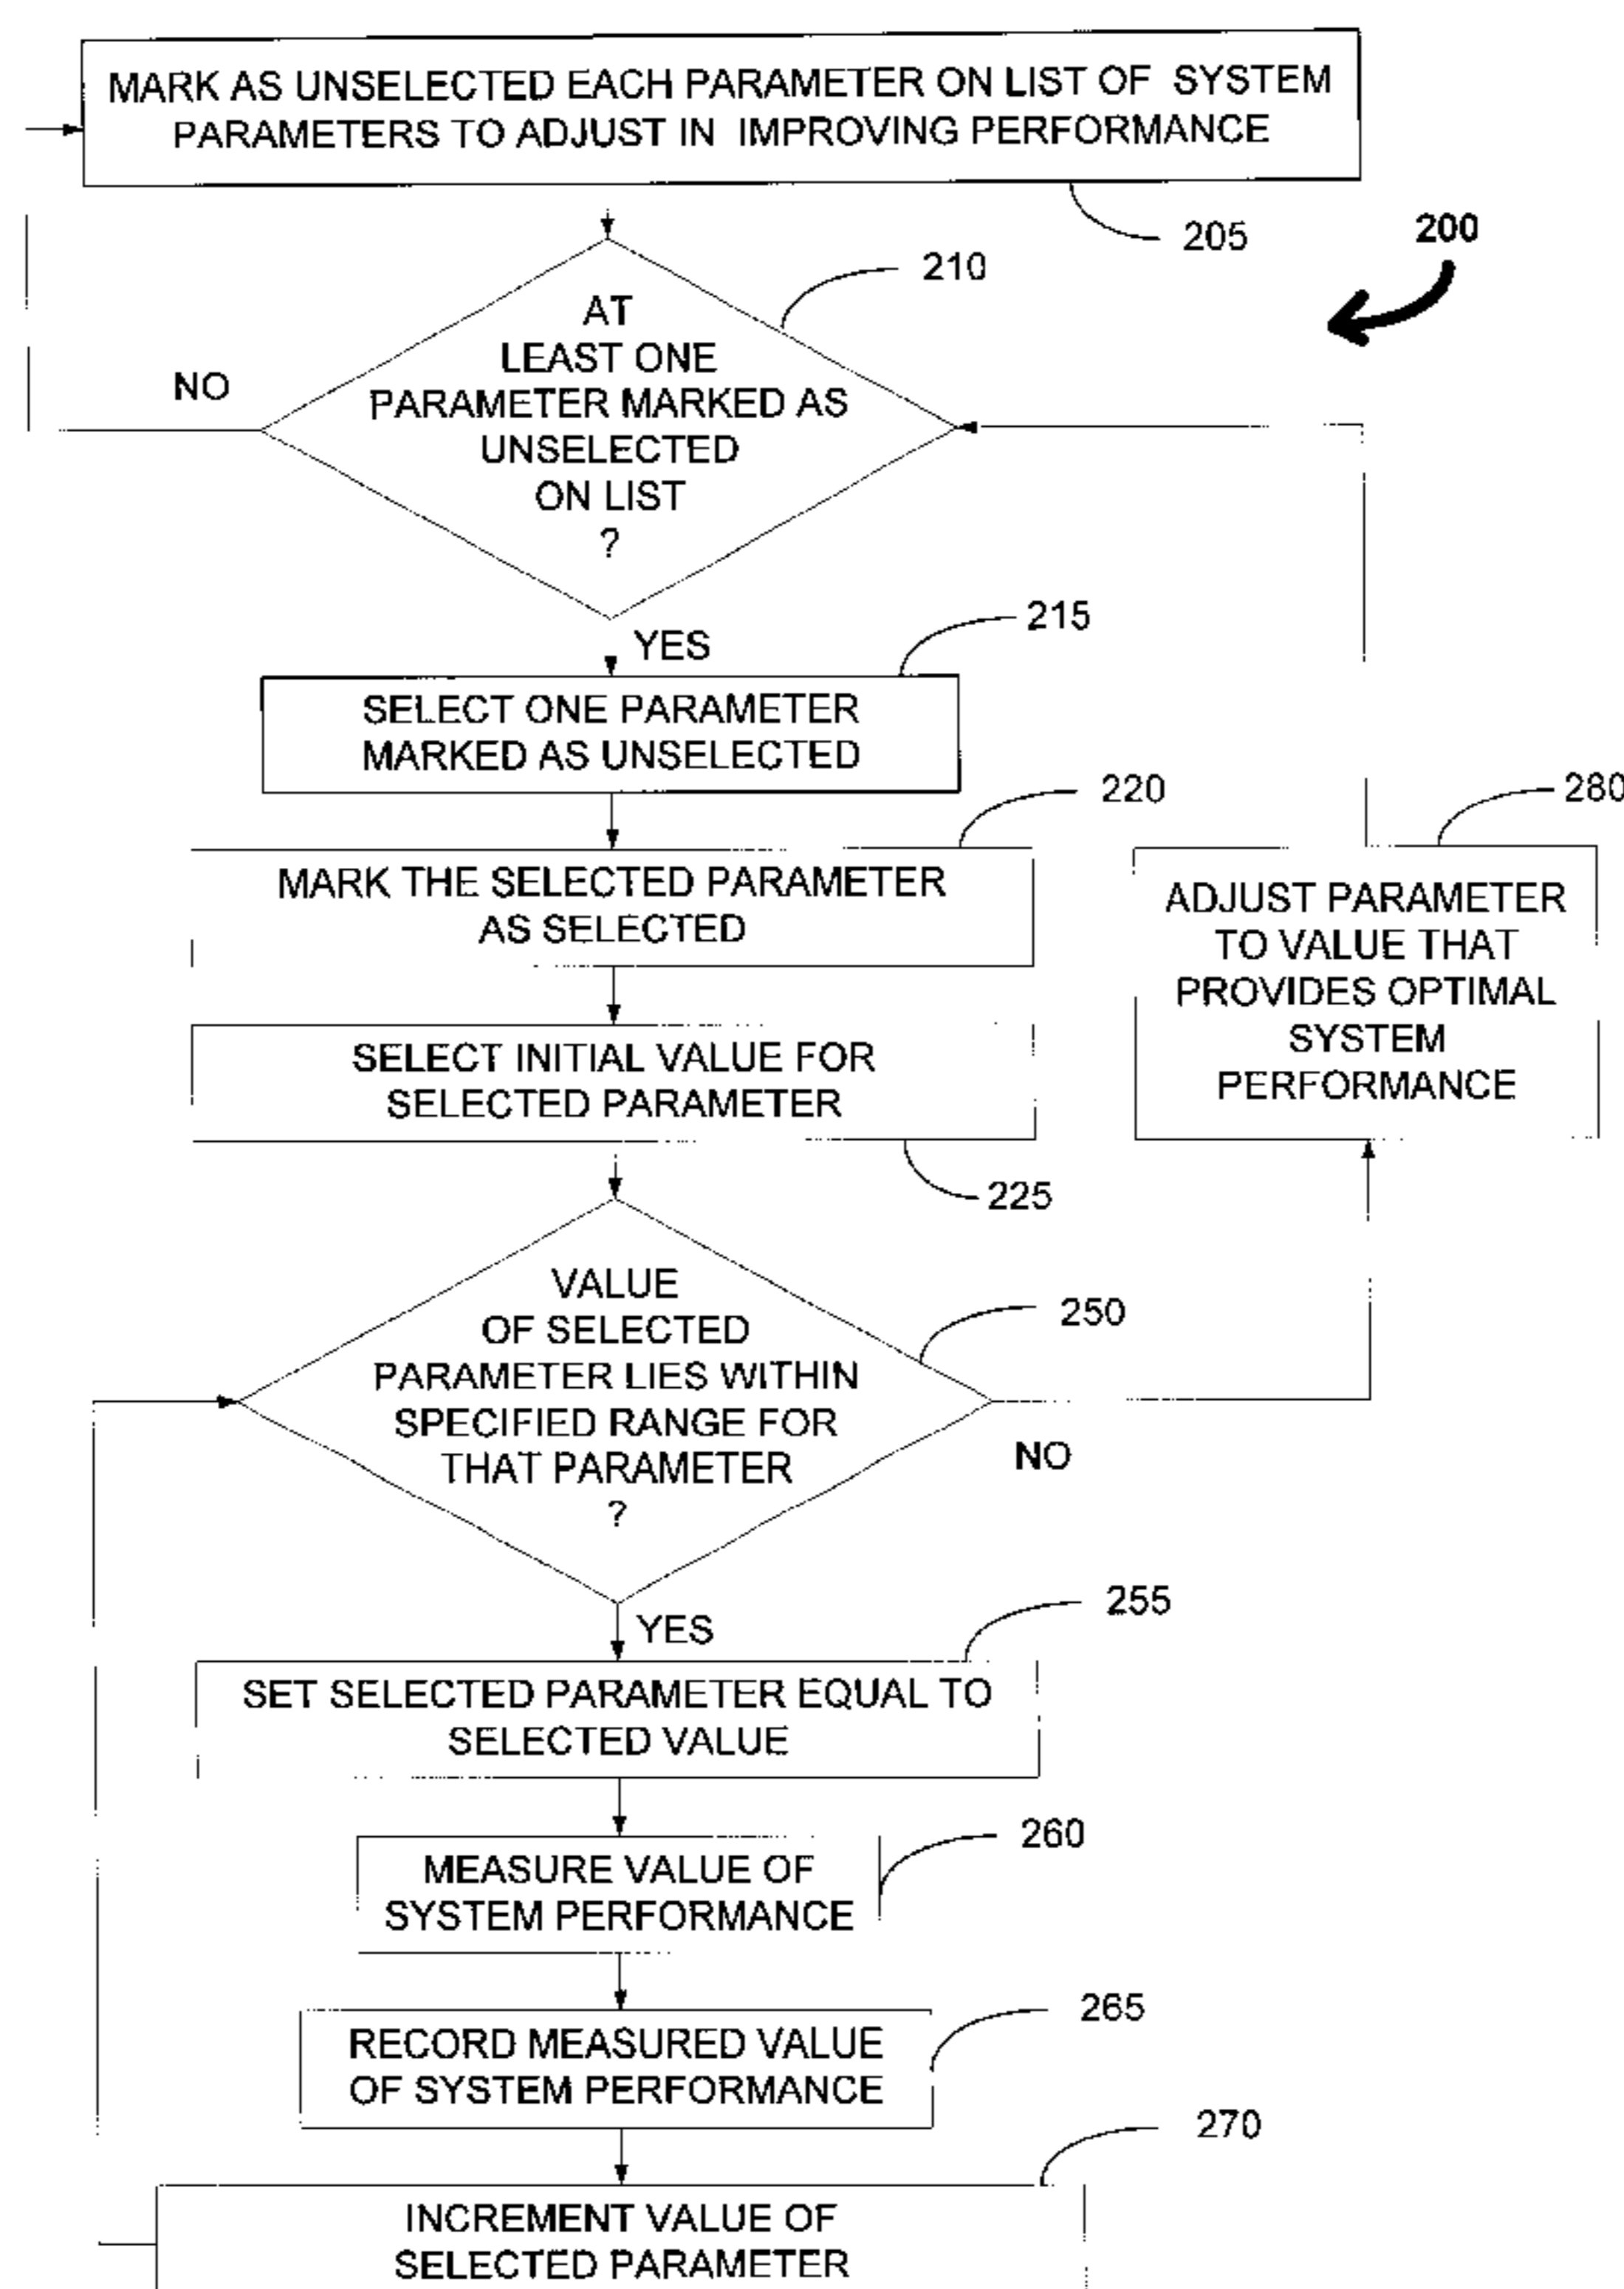 MARK AS UNSELECTED EACH PARAMETER ON LIST OF SYSTEM
PARAMETERS TO ADJUST IN IMPROVING PERFORMANCE
205
200
210
AT
LEAST ONE
PARAMETER MARKED AS
UNSELECTED
ON LIST
?
NO
YES
215
SELECT ONE PARAMETER
MARKED AS UNSELECTED
220
MARK THE SELECTED PARAMETER
AS SELECTED
280
ADJUST PARAMETER
TO VALUE THAT
PROVIDES OPTIMAL
SYSTEM
PERFORMANCE
SELECT INITIAL VALUE FOR
SELECTED PARAMETER
225
VALUE
OF SELECTED
PARAMETER LIES WITHIN
SPECIFIED RANGE FOR
THAT PARAMETER
?
250
NO
YES
255
SET SELECTED PARAMETER EQUAL TO
SELECTED VALUE
260
MEASURE VALUE OF
SYSTEM PERFORMANCE
265
RECORD MEASURED VALUE
OF SYSTEM PERFORMANCE
270
INCREMENT VALUE OF
SELECTED PARAMETER